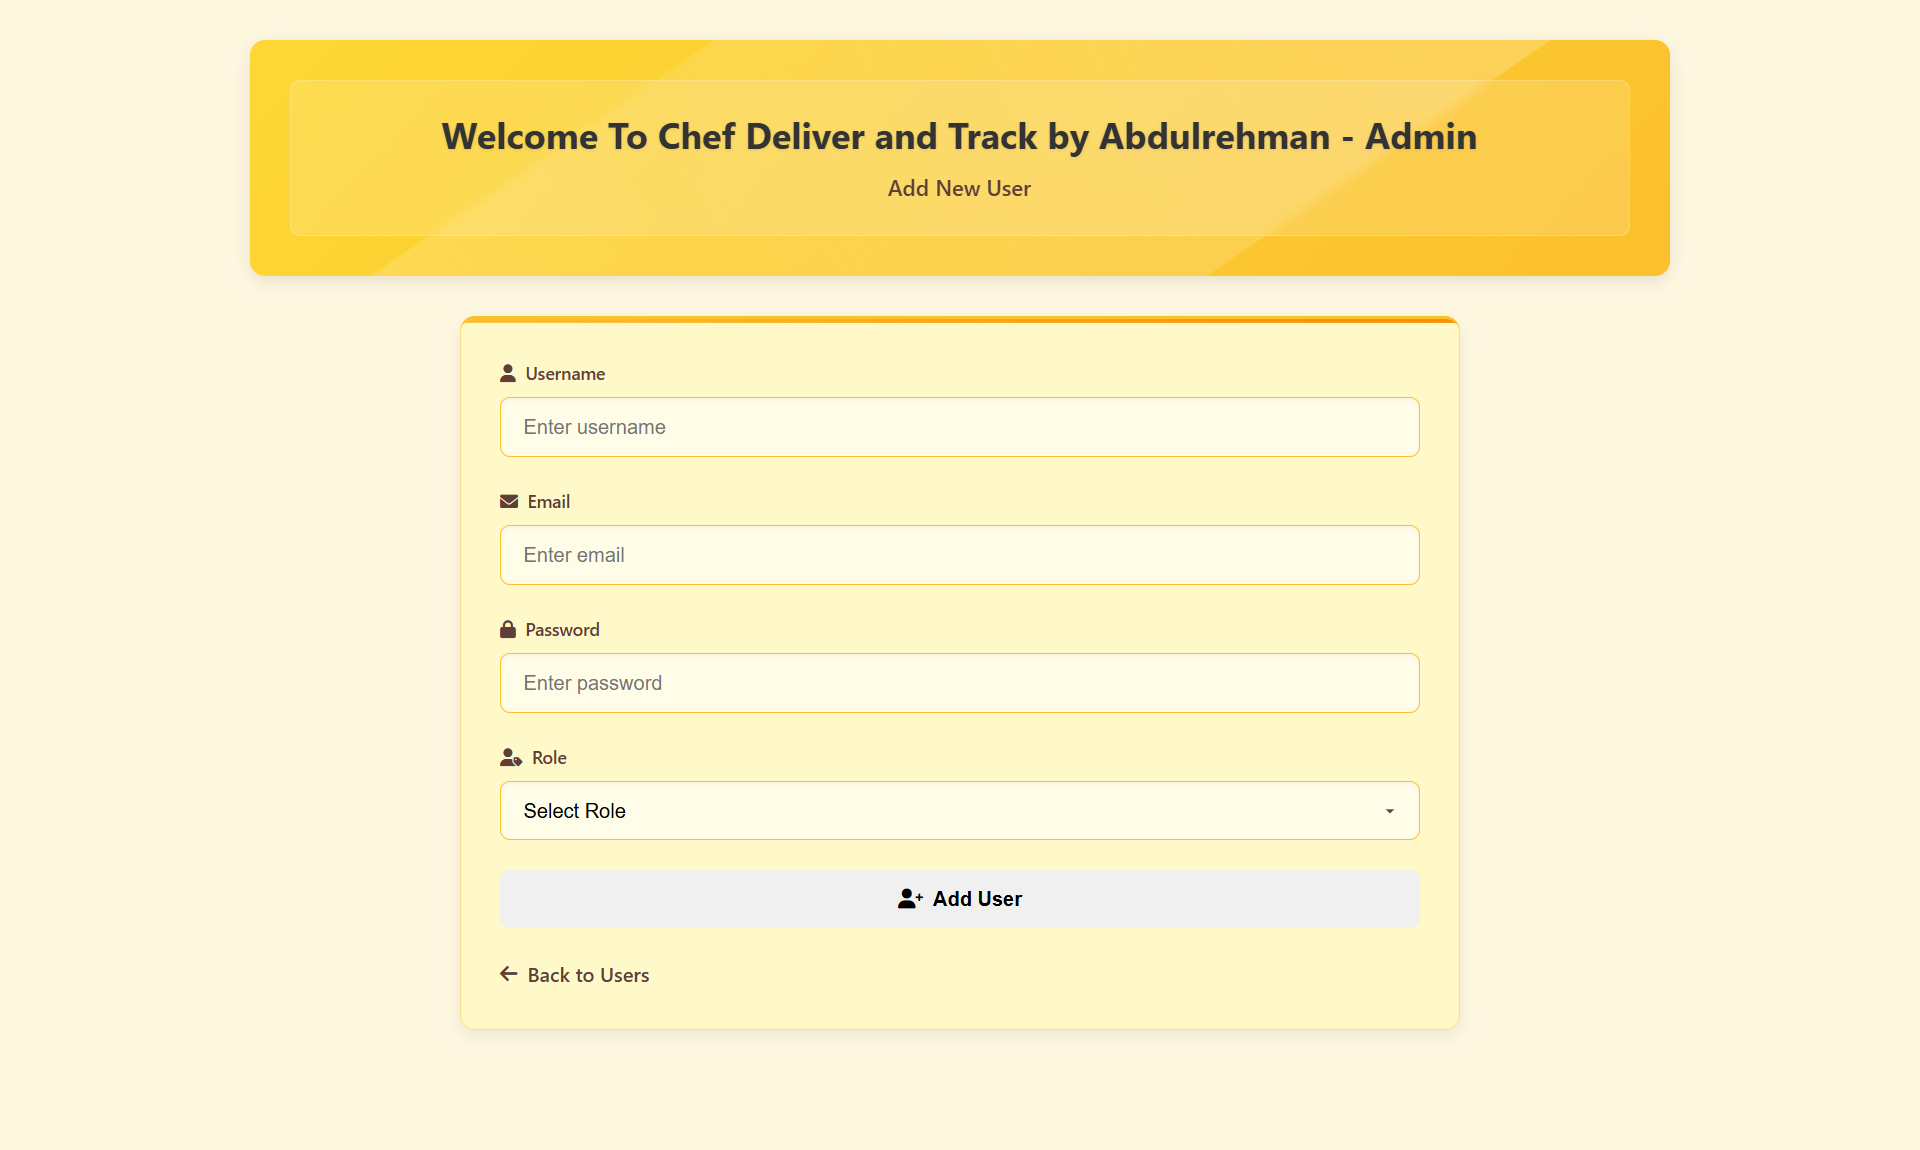 Welcome To Chef Deliver and Track by Abdulrehman - Admin
Add New User
Username
Enter username
Email
Enter email
Password
Enter password
Role
Select Role
Add User
Back to Users